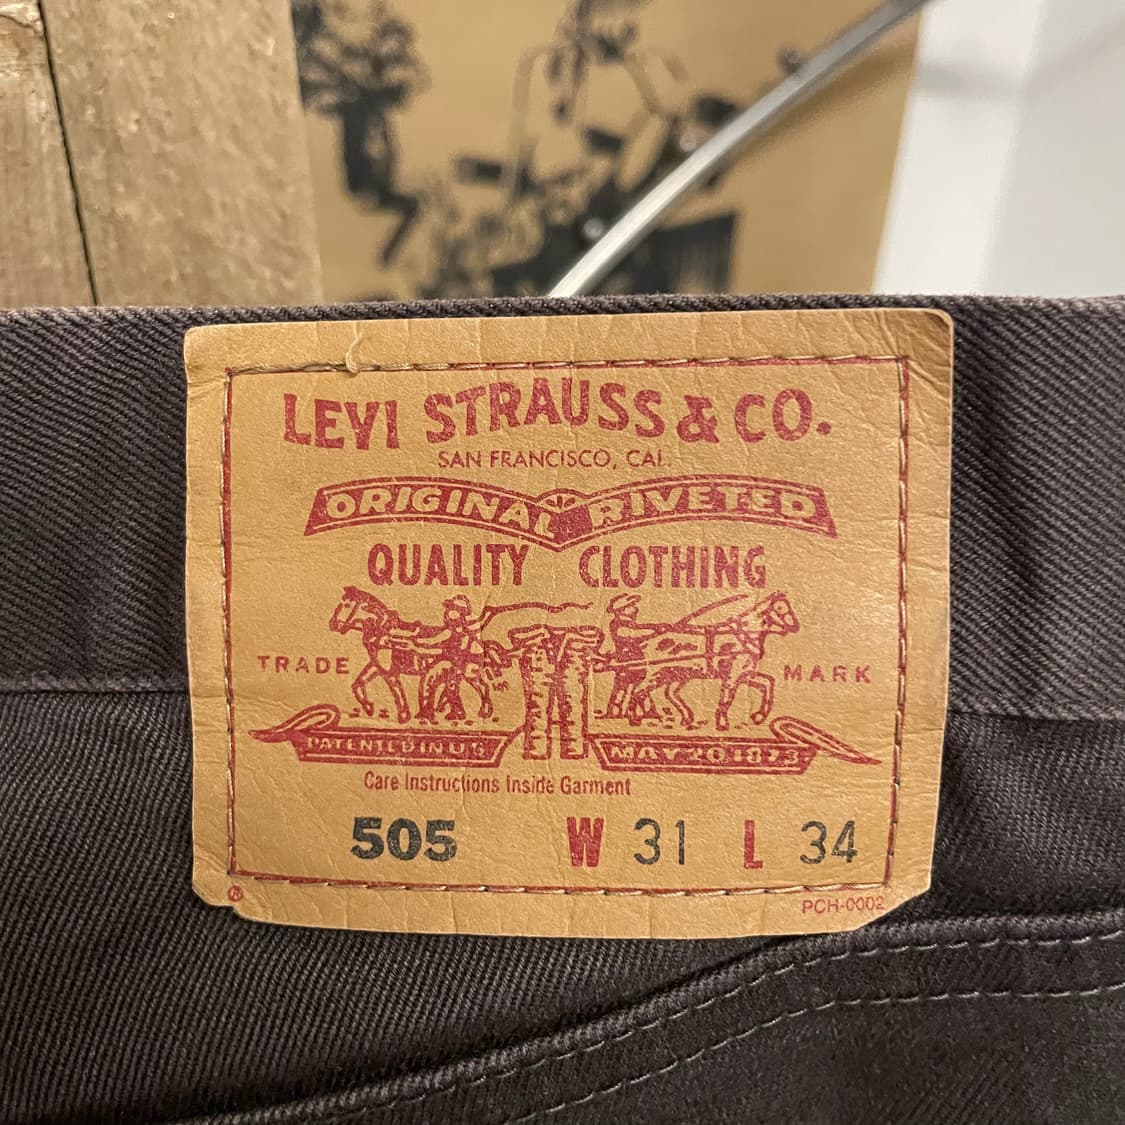 LEVI STRAUSS & CO.
SAN FRANCISCO, CAL.
ORIGINAL RIVETED
QUALITY CLOTHING
TRADE MARK
PATENTED IN U.S. MAY 20 1873
Care Instructions Inside Garment
505 W 31 L 34
®
PCH-0002